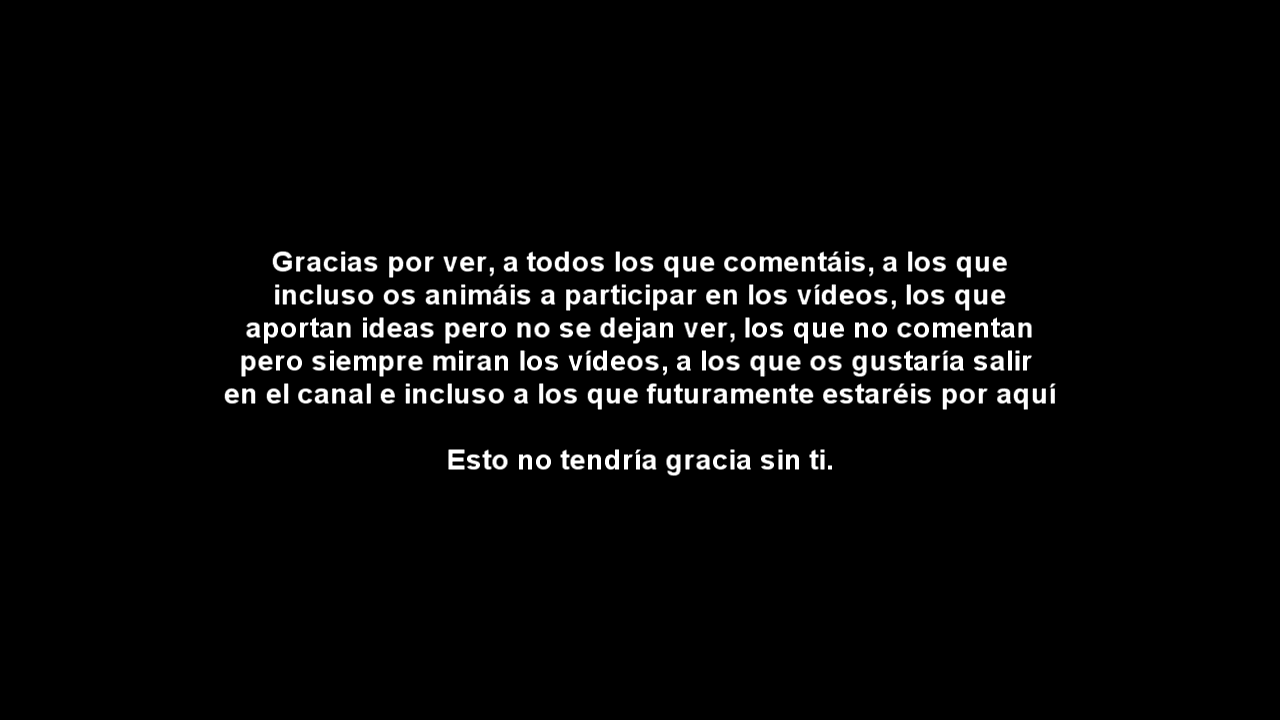 Gracias por ver, a todos los que comentáis, a los que
incluso os animáis a participar en los vídeos, los que
aportan ideas pero no se dejan ver, los que no comentan
pero siempre miran los vídeos, a los que os gustaría salir
en el canal e incluso a los que futuramente estaréis por aquí
Esto no tendría gracia sin ti.